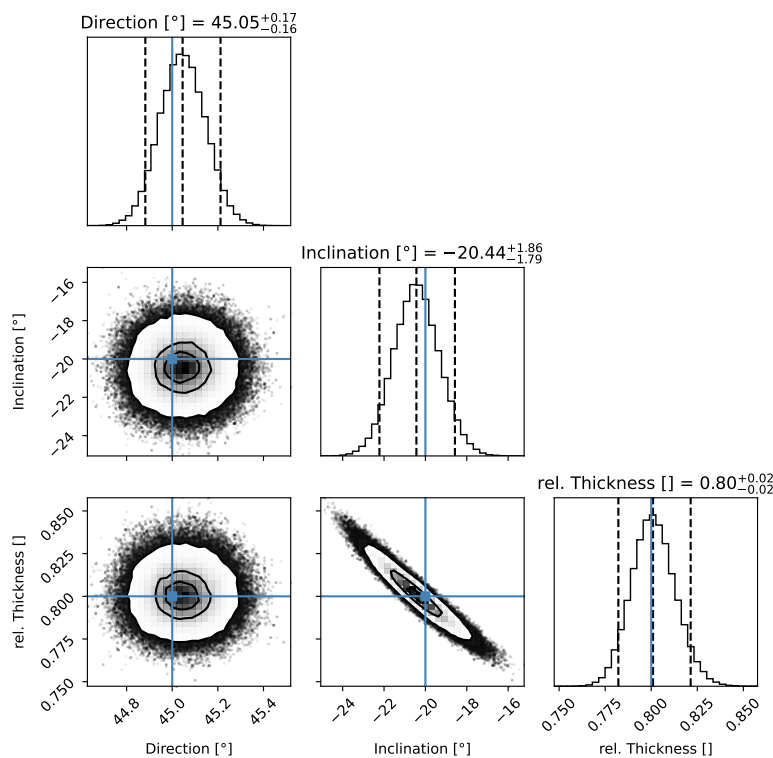 Direction [°] = 45.05+0.17 −0.16
Inclination [°] = −20.44+1.86 −1.79
−16
−18
−20
−22
−24
Inclination [°]
rel. Thickness [] = 0.80+0.02 −0.02
0.850
0.825
0.800
0.775
0.750
rel. Thickness []
44.8 45.0 45.2 45.4
−24 −22 −20 −18 −16
0.750 0.775 0.800 0.825 0.850
Direction [°] Inclination [°] rel. Thickness []